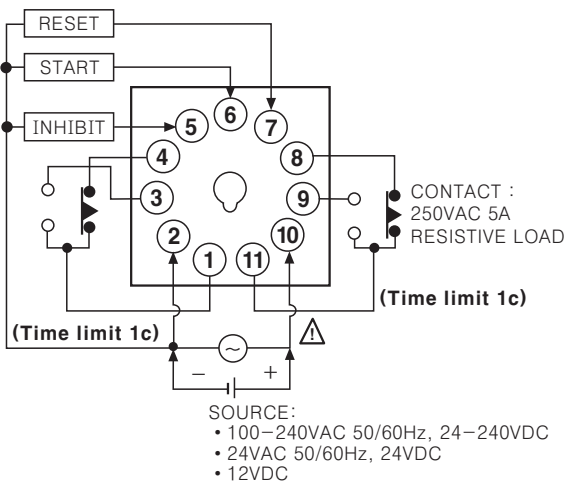 RESET
START
INHIBIT
6
5
7
4
8
3
9
2
10
1
11
CONTACT :
250VAC 5A
RESISTIVE LOAD
(Time limit 1c)
(Time limit 1c)
− +
SOURCE:
• 100−240VAC 50/60Hz, 24−240VDC
• 24VAC 50/60Hz, 24VDC
• 12VDC